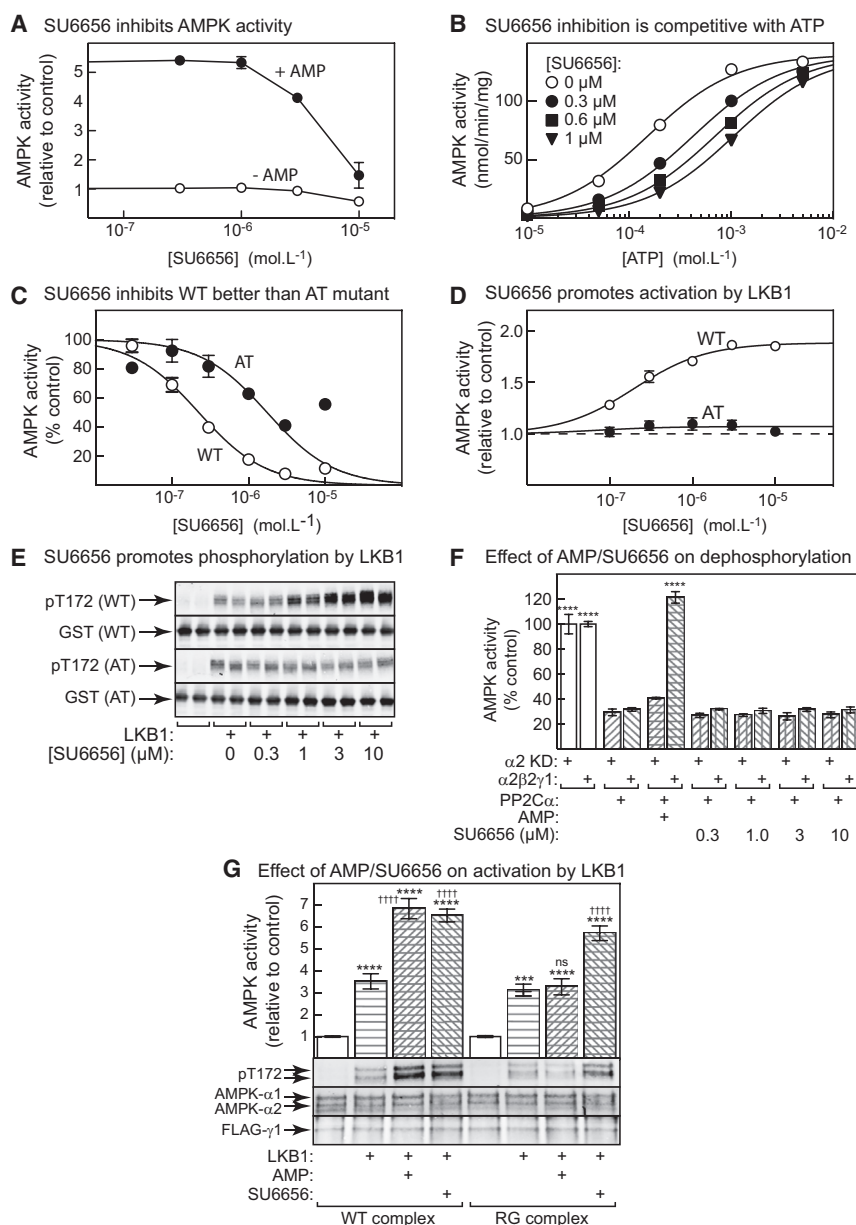 A SU6656 inhibits AMPK activity
AMPK activity
(relative to control)
5
4
3
2
1
+ AMP
- AMP
10-7
10-6
10-5
[SU6656] (mol.L-1)
B SU6656 inhibition is competitive with ATP
AMPK activity
(nmol/min/mg)
100
50
[SU6656]:
0 µM
0.3 µM
0.6 µM
1 µM
10-5
10-4
10-3
10-2
[ATP] (mol.L-1)
C SU6656 inhibits WT better than AT mutant
AMPK activity
(% control)
100
80
60
40
20
AT
WT
10-7
10-6
10-5
[SU6656] (mol.L-1)
D SU6656 promotes activation by LKB1
AMPK activity
(relative to control)
2.0
1.5
1.0
WT
AT
10-7
10-6
10-5
[SU6656] (mol.L-1)
E SU6656 promotes phosphorylation by LKB1
pT172 (WT)
GST (WT)
pT172 (AT)
GST (AT)
LKB1: + + + + +
[SU6656] (µM): 0 0.3 1 3 10
F Effect of AMP/SU6656 on dephosphorylation
AMPK activity
(% control)
120
100
80
60
40
20
**** **** ****
α2 KD: + + + + + + +
α2β2γ1: + + + + + + +
PP2Cα: + + + + + +
AMP: +
SU6656 (µM): 0.3 1.0 3 10
G Effect of AMP/SU6656 on activation by LKB1
AMPK activity
(relative to control)
7
6
5
4
3
2
1
****
†††† ****
††††
****
***
ns
****
††††
****
pT172
AMPK-α1
AMPK-α2
FLAG-γ1
LKB1: + + + + + +
AMP: + +
SU6656: + +
WT complex RG complex